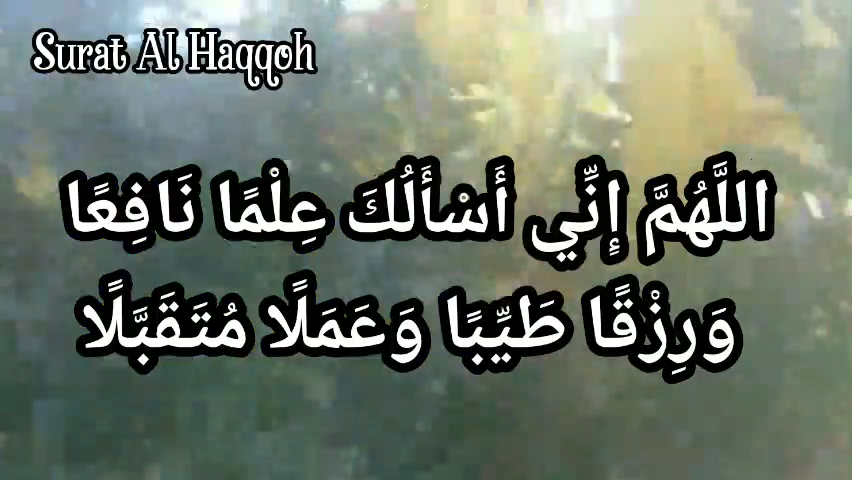 Surat Al Haqqoh
اللَّهُمَّ إِنِّي أَسْأَلُكَ عِلْمًا نَافِعًا
وَرِزْقًا طَيِّبًا وَعَمَلًا مُتَقَبَّلًا